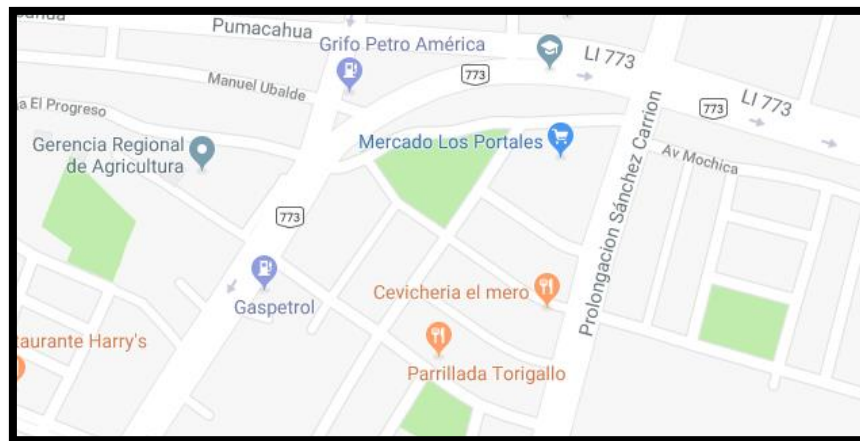 Pumacahua
Grifo Petro América
LI 773
773
Manuel Ubalde
LI 773
773
El Progreso
Gerencia Regional
de Agricultura
Mercado Los Portales
Av Mochica
Prolongacion Sánchez Carrion
773
Gaspetrol
Cevicheria el mero
Harry's
Parrillada Torigallo